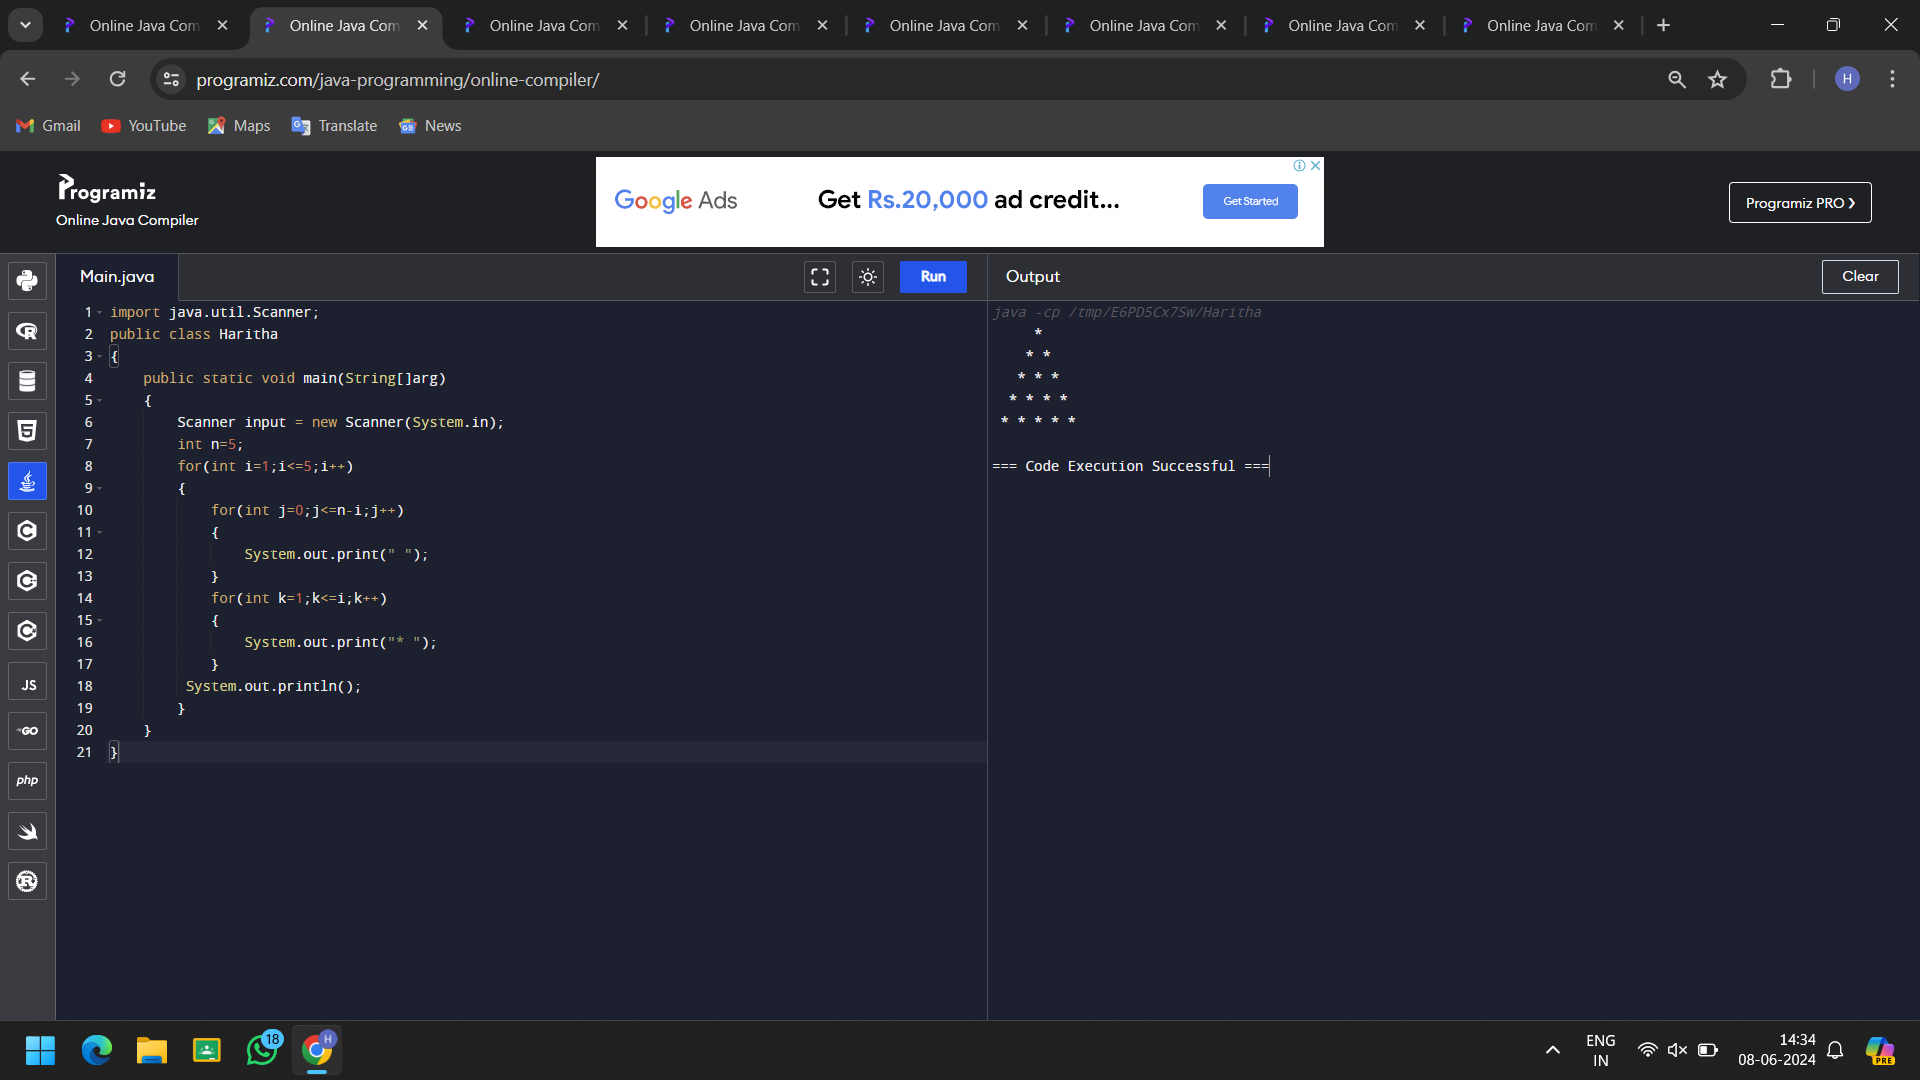 Online Java Com Online Java Com Online Java Com Online Java Com Online Java Com Online Java Com Online Java Com Online Java Com
programiz.com/java-programming/online-compiler/
H
Gmail YouTube Maps Translate News
Programiz
Online Java Compiler
Google Ads
Get Rs.20,000 ad credit...
Get Started
Programiz PRO
Main.java
Run
Output
Clear
1 import java.util.Scanner;
2 public class Haritha
3 {
4     public static void main(String[]arg)
5     {
6         Scanner input = new Scanner(System.in);
7         int n=5;
8         for(int i=1;i<=5;i++)
9         {
10             for(int j=0;j<=n-i;j++)
11             {
12                 System.out.print(" ");
13             }
14             for(int k=1;k<=i;k++)
15             {
16                 System.out.print("* ");
17             }
18          System.out.println();
19         }
20     }
21 }
java -cp /tmp/E6PD5Cx7Sw/Haritha
     *
    * *
   * * *
  * * * *
 * * * * *
=== Code Execution Successful ===
JS
GO
php
18
H
ENG
IN
14:34
08-06-2024
PRE